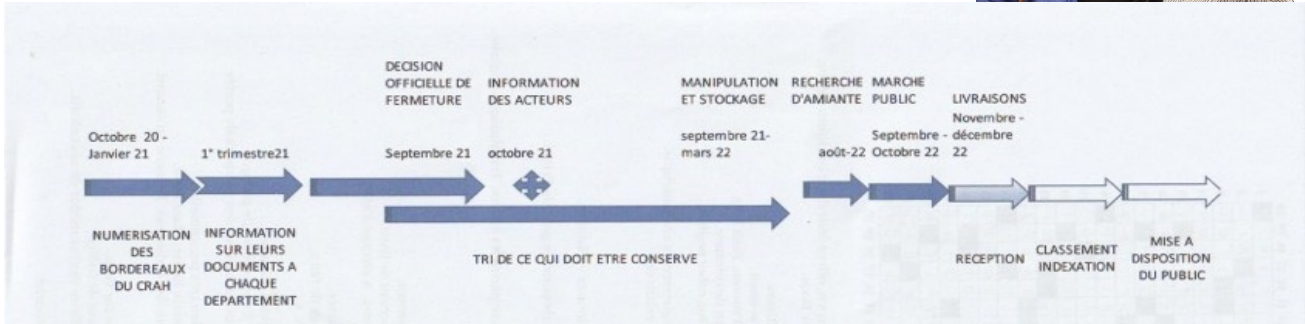 DECISION
OFFICIELLE DE
FERMETURE
INFORMATION
DES ACTEURS
MANIPULATION
ET STOCKAGE
RECHERCHE
D'AMIANTE
MARCHE
PUBLIC
LIVRAISONS
Octobre 20 -
Janvier 21
1° trimestre21
Septembre 21
octobre 21
septembre 21-
mars 22
août-22
Septembre -
Octobre 22
Novembre -
décembre
22
NUMERISATION
DES
BORDEREAUX
DU CRAH
INFORMATION
SUR LEURS
DOCUMENTS A
CHAQUE
DEPARTEMENT
TRI DE CE QUI DOIT ETRE CONSERVE
RECEPTION
CLASSEMENT
INDEXATION
MISE A
DISPOSITION
DU PUBLIC